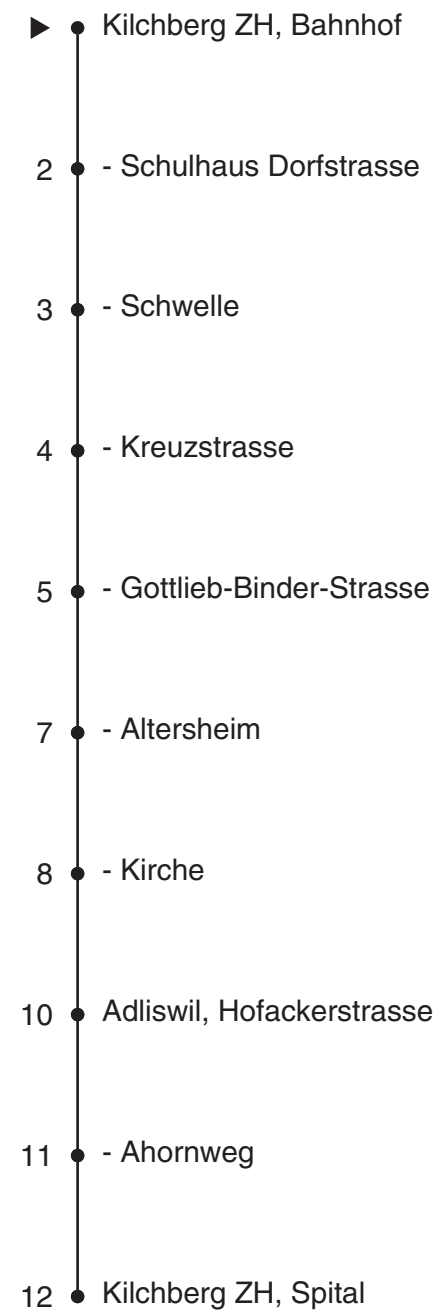 Kilchberg ZH, Bahnhof
2 - Schulhaus Dorfstrasse
3 - Schwelle
4 - Kreuzstrasse
5 - Gottlieb-Binder-Strasse
7 - Altersheim
8 - Kirche
10 Adliswil, Hofackerstrasse
11 - Ahornweg
12 Kilchberg ZH, Spital